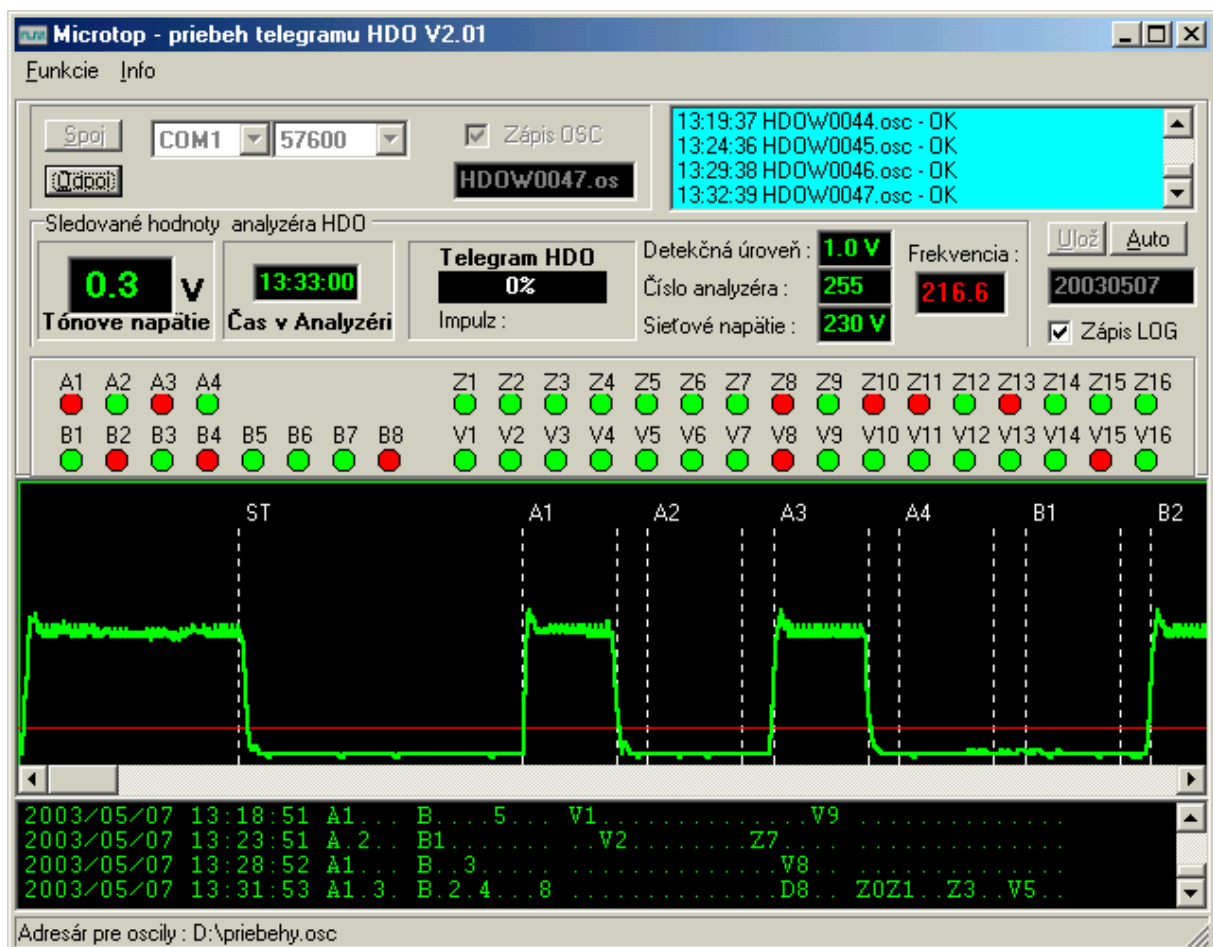 Microtop - priebeh telegramu HDO V2.01
Funkcie Info
Spoj COM1 57600 Zápis OSC
Odpoj HDOW0047.os
13:19:37 HDOW0044.osc - OK
13:24:36 HDOW0045.osc - OK
13:29:38 HDOW0046.osc - OK
13:32:39 HDOW0047.osc - OK
Sledované hodnoty analyzéra HDO
0.3 V
Tónove napätie
13:33:00
Čas v Analyzéri
Telegram HDO
0%
Impulz :
Detekčná úroveň : 1.0 V
Číslo analyzéra : 255
Sieťové napätie : 230 V
Frekvencia :
216.6
Ulož Auto
20030507
Zápis LOG
A1 A2 A3 A4 Z1 Z2 Z3 Z4 Z5 Z6 Z7 Z8 Z9 Z10 Z11 Z12 Z13 Z14 Z15 Z16
B1 B2 B3 B4 B5 B6 B7 B8 V1 V2 V3 V4 V5 V6 V7 V8 V9 V10 V11 V12 V13 V14 V15 V16
ST A1 A2 A3 A4 B1 B2
2003/05/07 13:18:51 A1... B....5... V1.............V9 ...............
2003/05/07 13:23:51 A.2.. B1....... ..V2........Z7.... ...............
2003/05/07 13:28:52 A1... B..3..... .............V8.. ...............
2003/05/07 13:31:53 A1.3. B.2.4...8 .............D8.. Z0Z1..Z3..V5..
Adresár pre oscily : D:\priebehy.osc